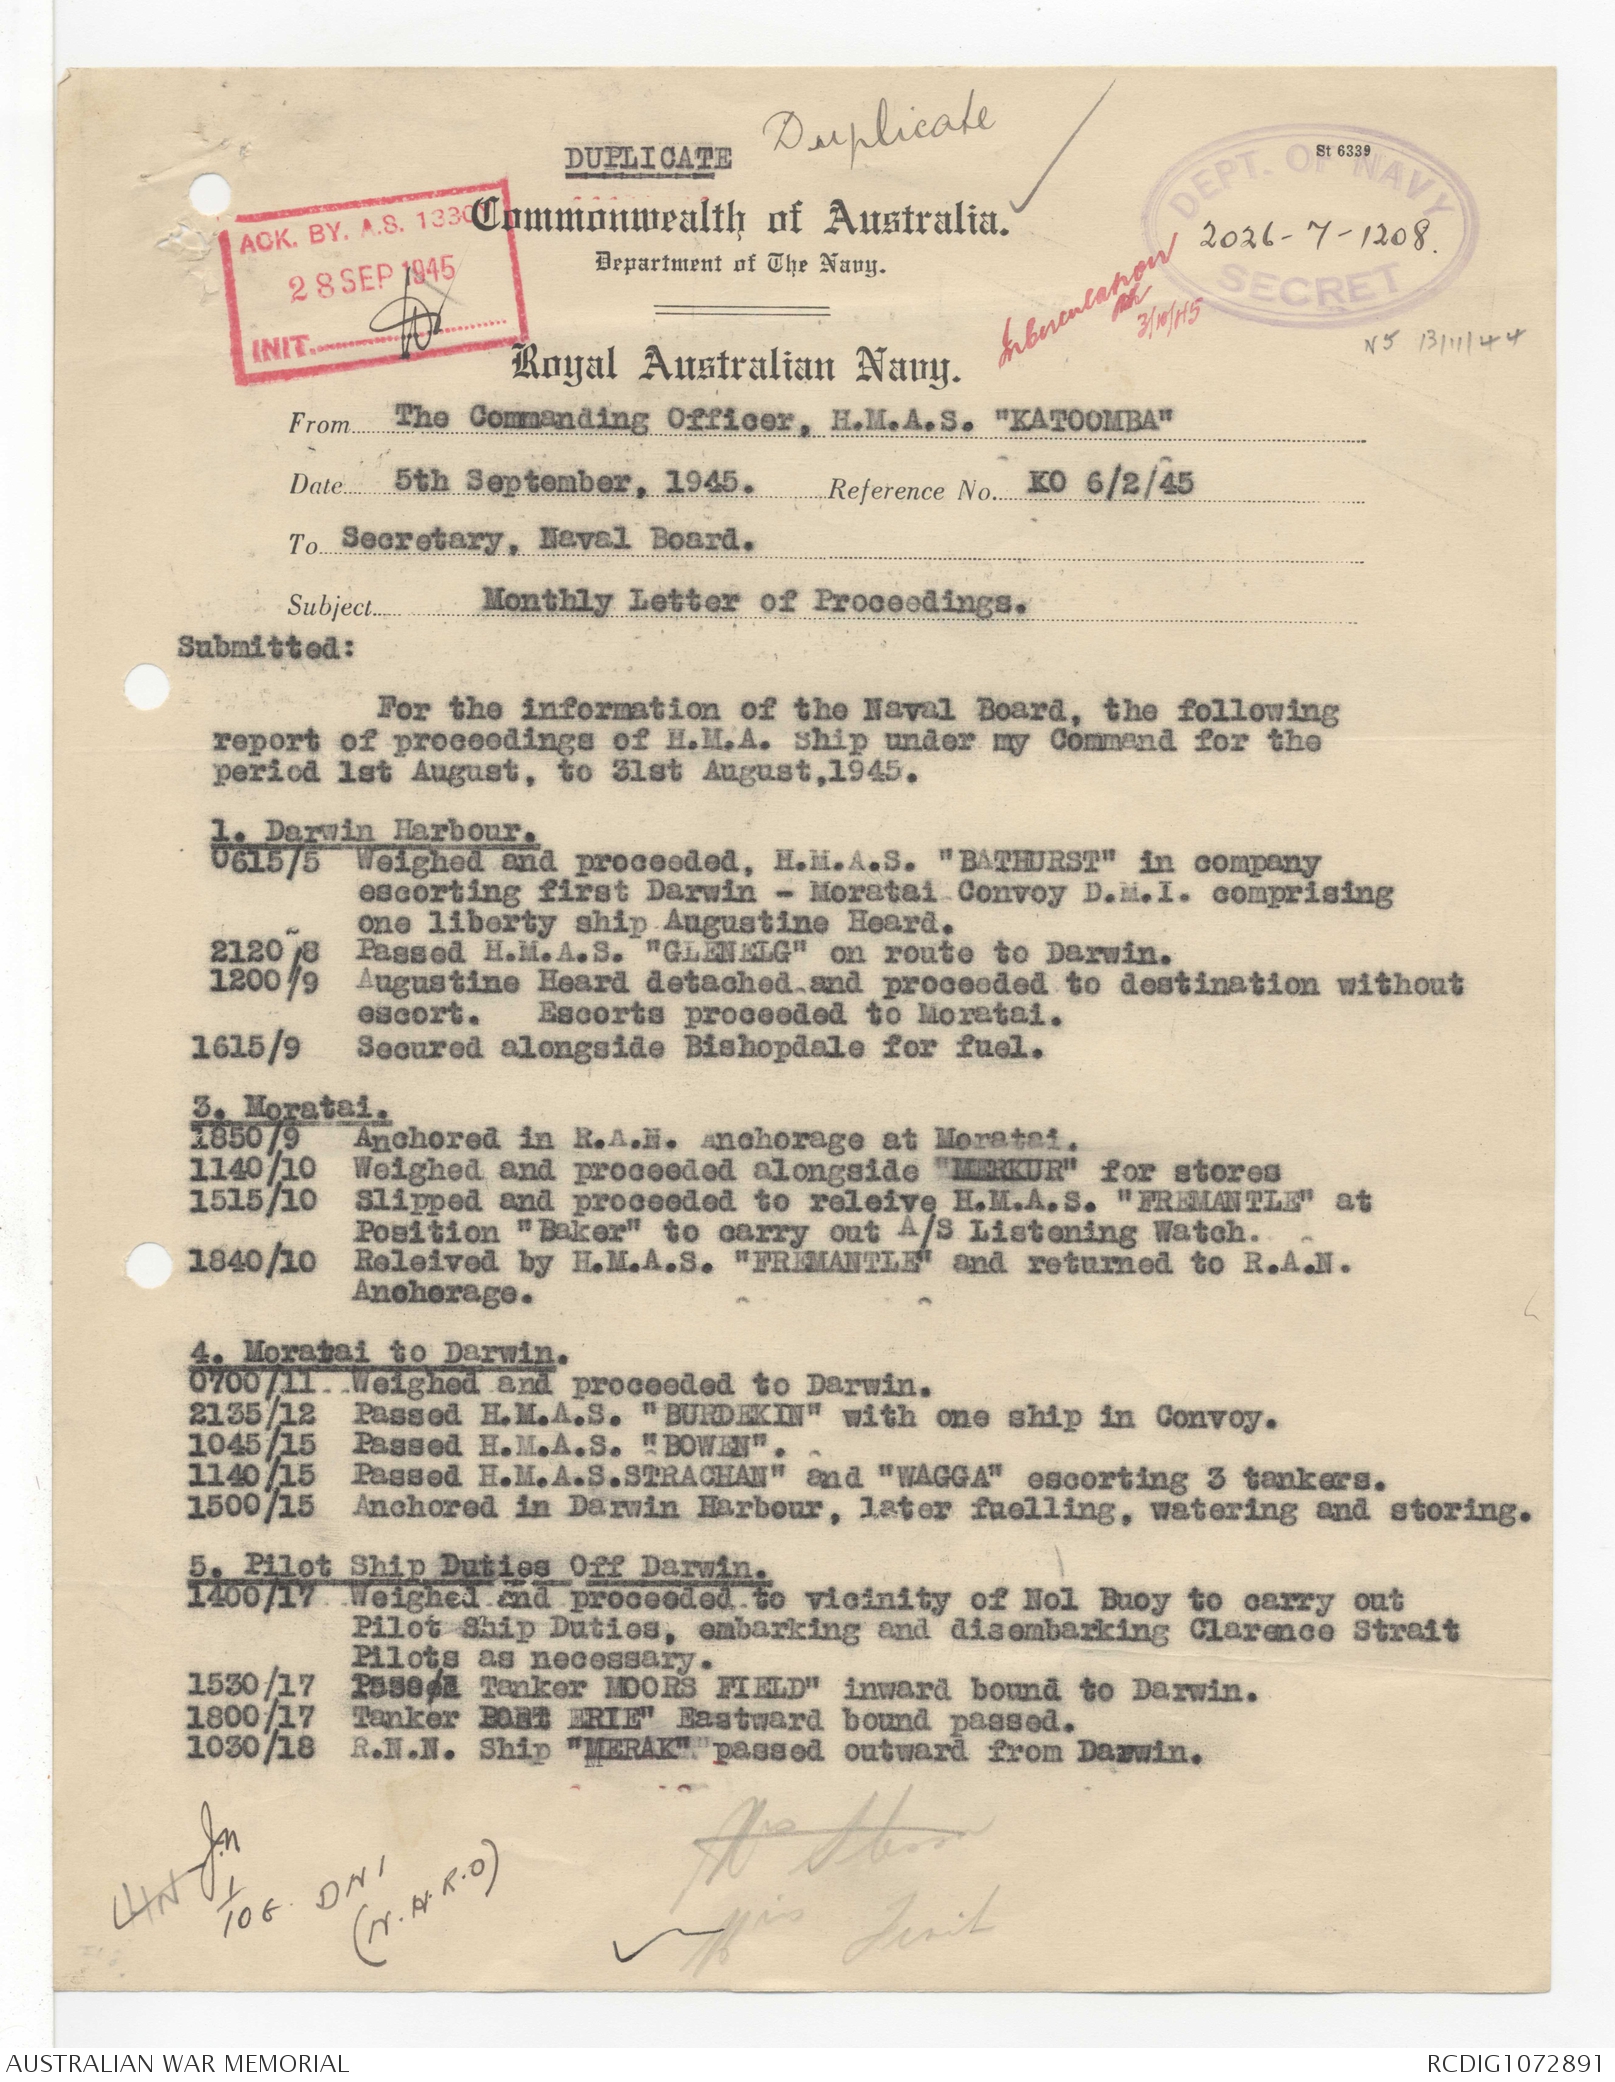 DUPLICATE
Duplicate
St 6339
DEPT. OF NAVY
2026-7-1208.
SECRET
ACK. BY. A.S. 1330
28 SEP 1945
INIT.
Commonwealth of Australia.
Department of The Navy.
In Circulation
3/10/45
N5 13/11/44
Royal Australian Navy.
From The Commanding Officer, H.M.A.S. "KATOOMBA"
Date 5th September, 1945. Reference No. KO 6/2/45
To Secretary, Naval Board.
Subject Monthly Letter of Proceedings.
Submitted:
For the information of the Naval Board, the following
report of proceedings of H.M.A. Ship under my Command for the
period 1st August, to 31st August,1945.
1. Darwin Harbour.
0615/5 Weighed and proceeded, H.M.A.S. "BATHURST" in company
escorting first Darwin - Moratai Convoy D.M.I. comprising
one liberty ship Augustine Heard.
2120/8 Passed H.M.A.S. "GLENELG" on route to Darwin.
1200/9 Augustine Heard detached and proceeded to destination without
escort. Escorts proceeded to Moratai.
1615/9 Secured alongside Bishopdale for fuel.
3. Moratai.
1850/9 Anchored in R.A.N. anchorage at Moratai.
1140/10 Weighed and proceeded alongside "MERKUR" for stores
1515/10 Slipped and proceeded to releive H.M.A.S. "FREMANTLE" at
Position "Baker" to carry out A/S Listening Watch.
1840/10 Releived by H.M.A.S. "FREMANTLE" and returned to R.A.N.
Anchorage.
4. Moratai to Darwin.
0700/11 Weighed and proceeded to Darwin.
2135/12 Passed H.M.A.S. "BURDEKIN" with one ship in Convoy.
1045/15 Passed H.M.A.S. "BOWEN".
1140/15 Passed H.M.A.S.STRACHAN" and "WAGGA" escorting 3 tankers.
1500/15 Anchored in Darwin Harbour, later fuelling, watering and storing.
5. Pilot Ship Duties Off Darwin.
1400/17 Weighed and proceeded to vicinity of No1 Buoy to carry out
Pilot Ship Duties, embarking and disembarking Clarence Strait
Pilots as necessary.
1530/17 Tanker MOORS FIELD" inward bound to Darwin.
1800/17 Tanker PORT ERIE" Eastward bound passed.
1030/18 R.N.N. Ship "MERAK" passed outward from Darwin.
DNI
(N.H.R.O)
AUSTRALIAN WAR MEMORIAL
RCDIG1072891